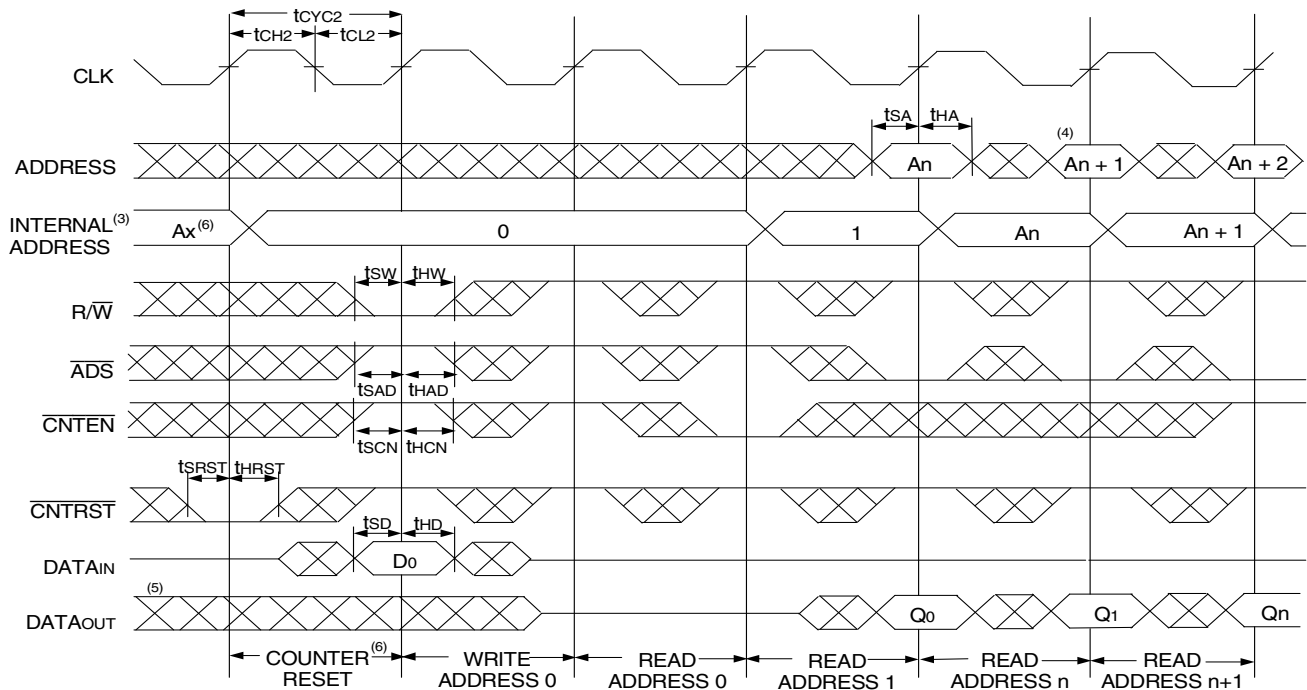 tCYC2
tCH2 tCL2
CLK
tSA tHA
ADDRESS An (4) An + 1 An + 2
INTERNAL(3) ADDRESS Ax(6) 0 1 An An + 1
tSW tHW
R/W̅
A̅D̅S̅
tSAD tHAD
C̅N̅T̅E̅N̅
tSCN tHCN
tSRST tHRST
C̅N̅T̅R̅S̅T̅
tSD tHD
DATAIN D0
(5)
DATAOUT Q0 Q1 Qn
COUNTER(6) RESET
WRITE ADDRESS 0
READ ADDRESS 0
READ ADDRESS 1
READ ADDRESS n
READ ADDRESS n+1